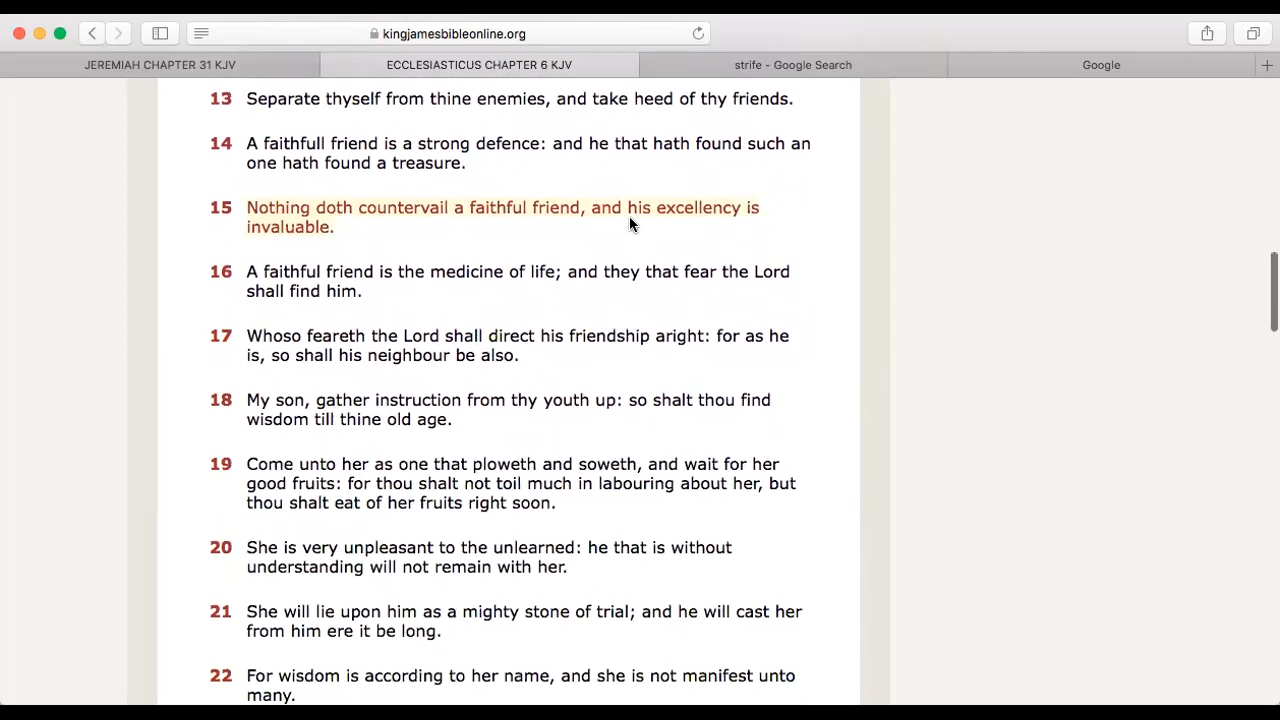 kingjamesbibleonline.org
JEREMIAH CHAPTER 31 KJV
ECCLESIASTICUS CHAPTER 6 KJV
strife - Google Search
Google
13 Separate thyself from thine enemies, and take heed of thy friends.
14 A faithfull friend is a strong defence: and he that hath found such an
one hath found a treasure.
15 Nothing doth countervail a faithful friend, and his excellency is
invaluable.
16 A faithful friend is the medicine of life; and they that fear the Lord
shall find him.
17 Whoso feareth the Lord shall direct his friendship aright: for as he
is, so shall his neighbour be also.
18 My son, gather instruction from thy youth up: so shalt thou find
wisdom till thine old age.
19 Come unto her as one that ploweth and soweth, and wait for her
good fruits: for thou shalt not toil much in labouring about her, but
thou shalt eat of her fruits right soon.
20 She is very unpleasant to the unlearned: he that is without
understanding will not remain with her.
21 She will lie upon him as a mighty stone of trial; and he will cast her
from him ere it be long.
22 For wisdom is according to her name, and she is not manifest unto
many.